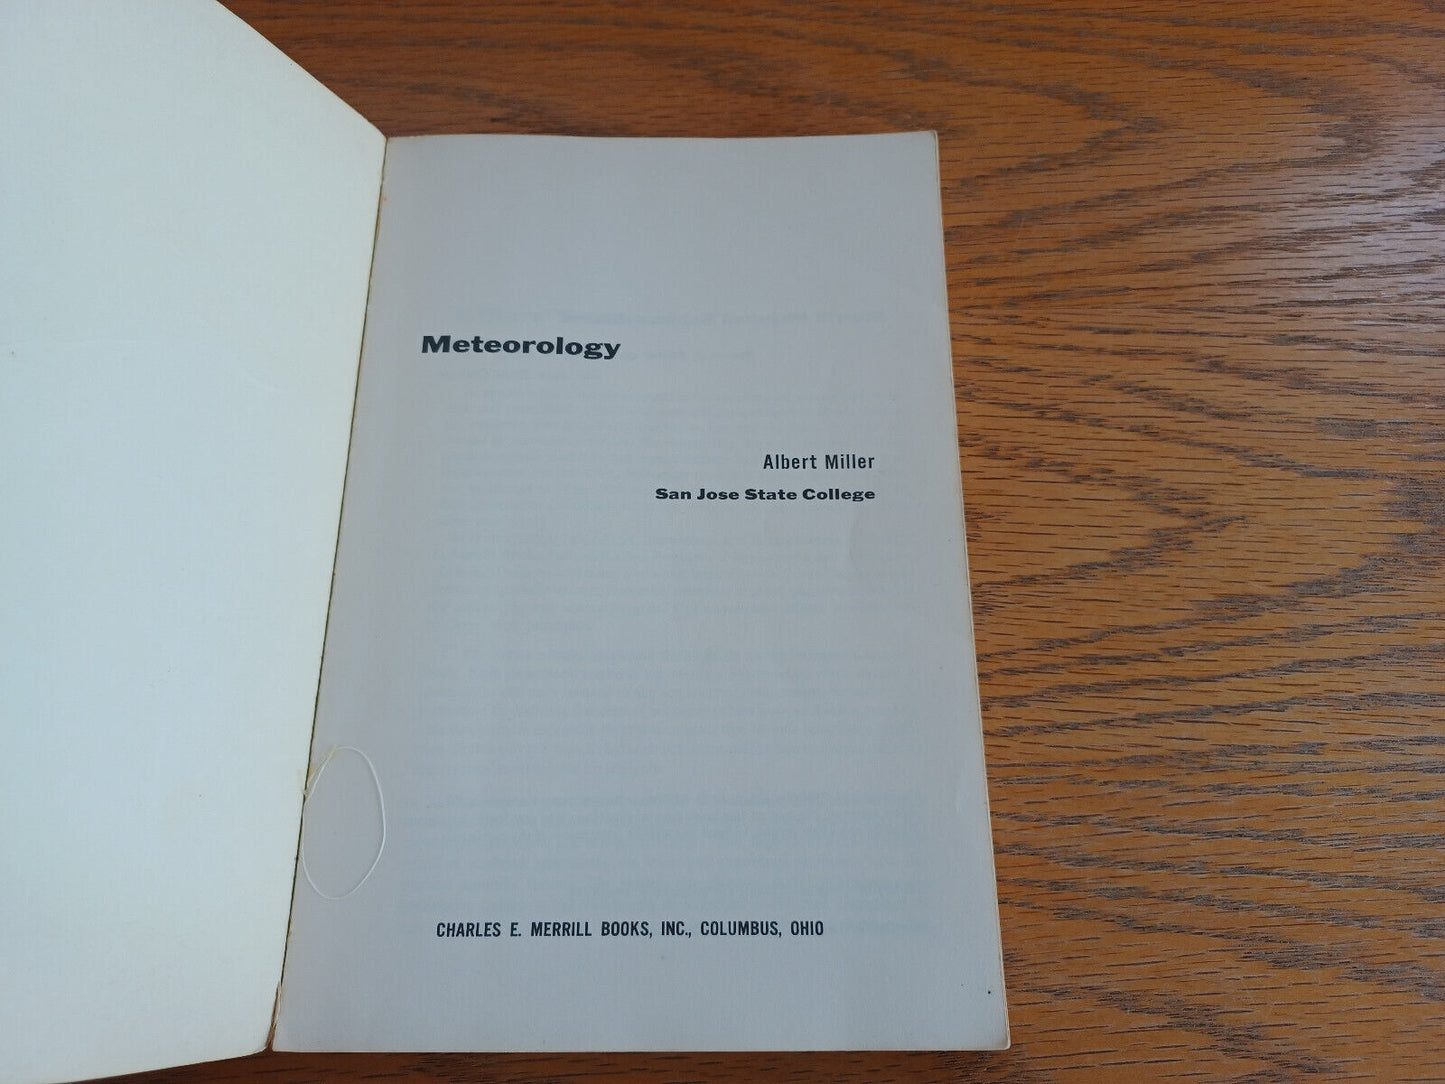 Meteorology
Albert Miller
San Jose State College
CHARLES E. MERRILL BOOKS, INC., COLUMBUS, OHIO